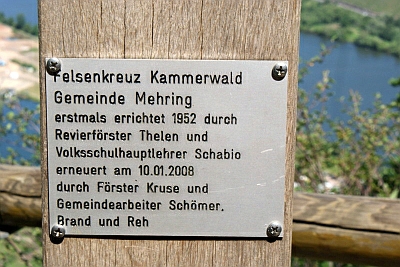 Felsenkreuz Kammerwald
Gemeinde Mehring
erstmals errichtet 1952 durch
Revierförster Thelen und
Volksschulhauptlehrer Schabio
erneuert am 10.01.2008
durch Förster Kruse und
Gemeindearbeiter Schömer,
Brand und Reh